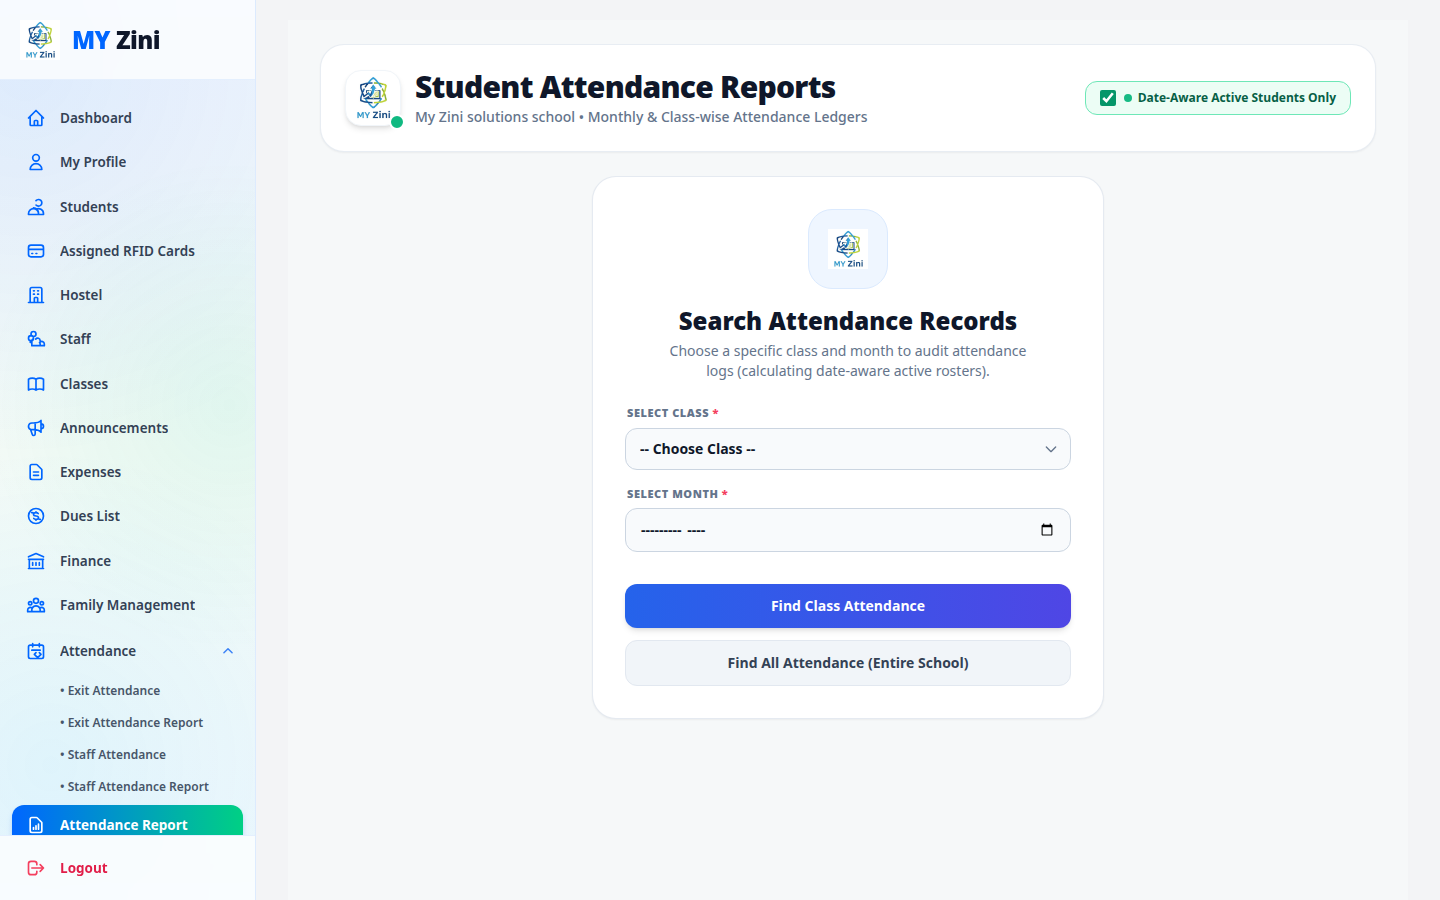 MY Zini
MY Zini
Dashboard
My Profile
Students
Assigned RFID Cards
Hostel
Staff
Classes
Announcements
Expenses
Dues List
Finance
Family Management
Attendance
• Exit Attendance
• Exit Attendance Report
• Staff Attendance
• Staff Attendance Report
Attendance Report
Logout
MY Zini
Student Attendance Reports
My Zini solutions school • Monthly & Class-wise Attendance Ledgers
Date-Aware Active Students Only
MY Zini
Search Attendance Records
Choose a specific class and month to audit attendance
logs (calculating date-aware active rosters).
SELECT CLASS *
-- Choose Class --
SELECT MONTH *
--------- ----
Find Class Attendance
Find All Attendance (Entire School)